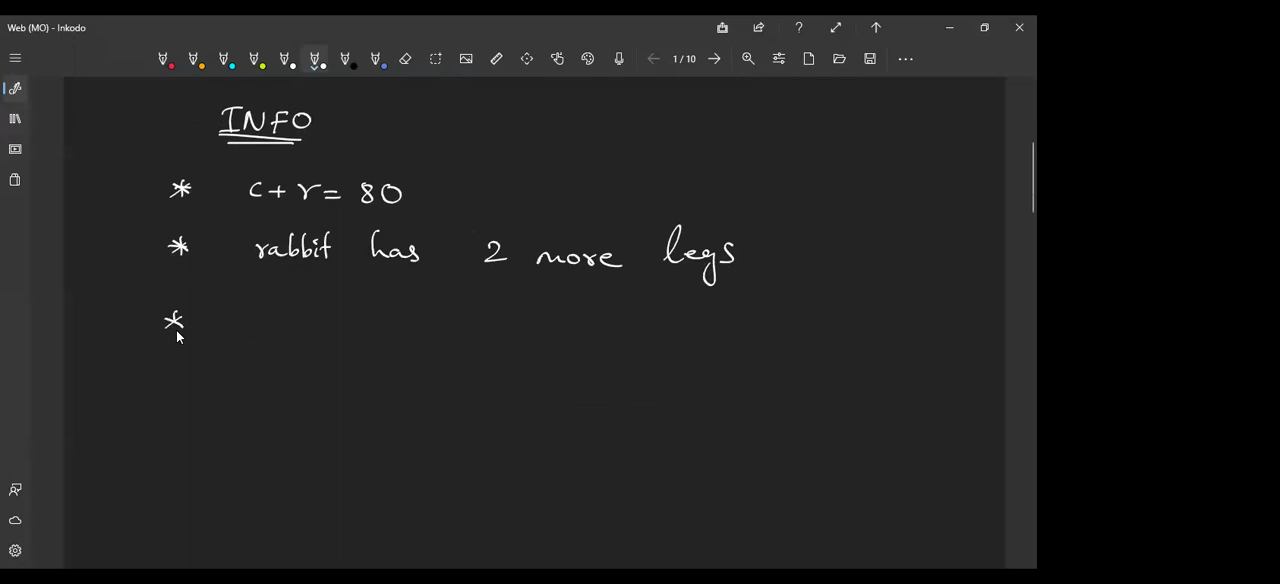 Web (MO) - Inkodo
1 / 10
INFO
* c + r = 80
* rabbit has 2 more legs
*